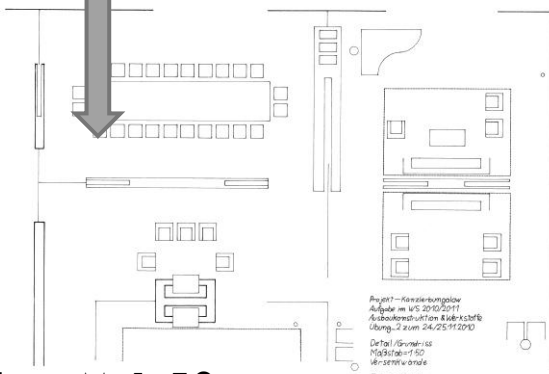 Projekt - Kanzlerbungalow
Aufgabe im WS 2010/2011
Ausbaukonstruktion & Werkstoffe
Übung_2 zum 24./25.11.2010
Detail/Grundriss
Maßstab=1:50
Versenkwände